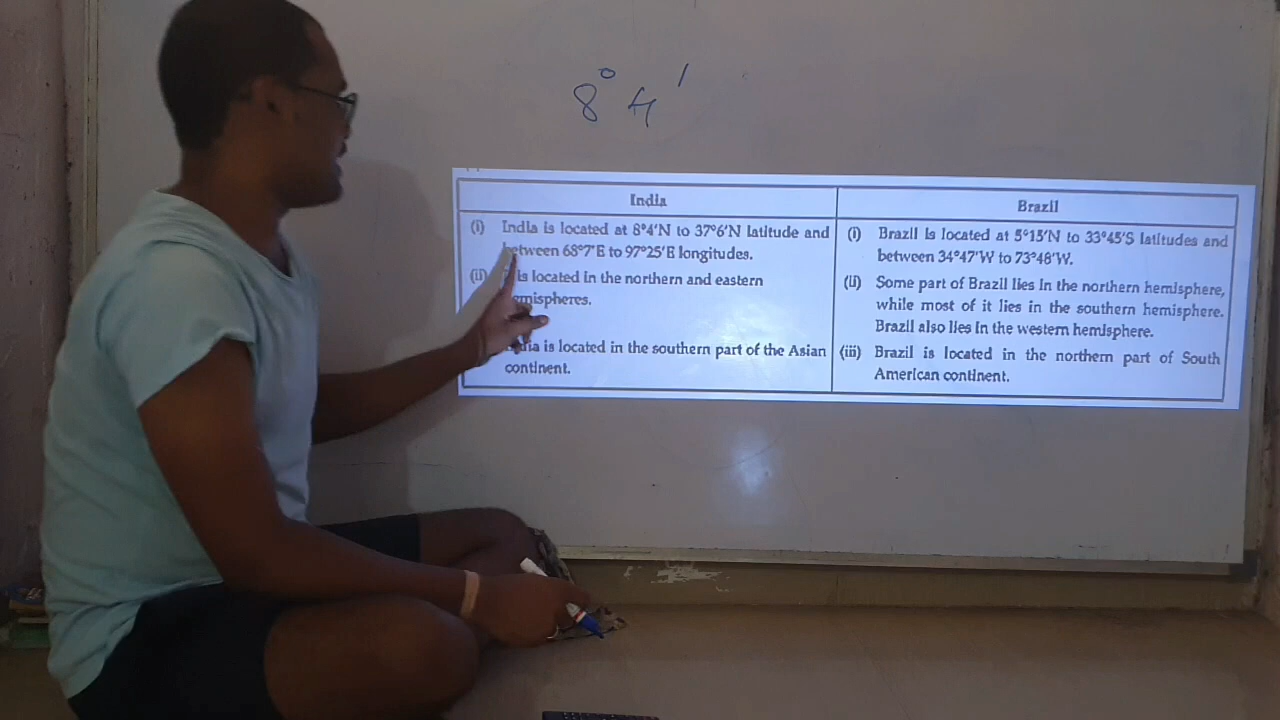 8° 4'
India
(i) India is located at 8°4'N to 37°6'N latitude and
between 68°7'E to 97°25'E longitudes.
(ii) is located in the northern and eastern
hemispheres.
India is located in the southern part of the Asian
continent.
Brazil
(i) Brazil is located at 5°15'N to 33°45'S latitudes and
between 34°47'W to 73°48'W.
(ii) Some part of Brazil lies in the northern hemisphere,
while most of it lies in the southern hemisphere.
Brazil also lies in the western hemisphere.
(iii) Brazil is located in the northern part of South
American continent.